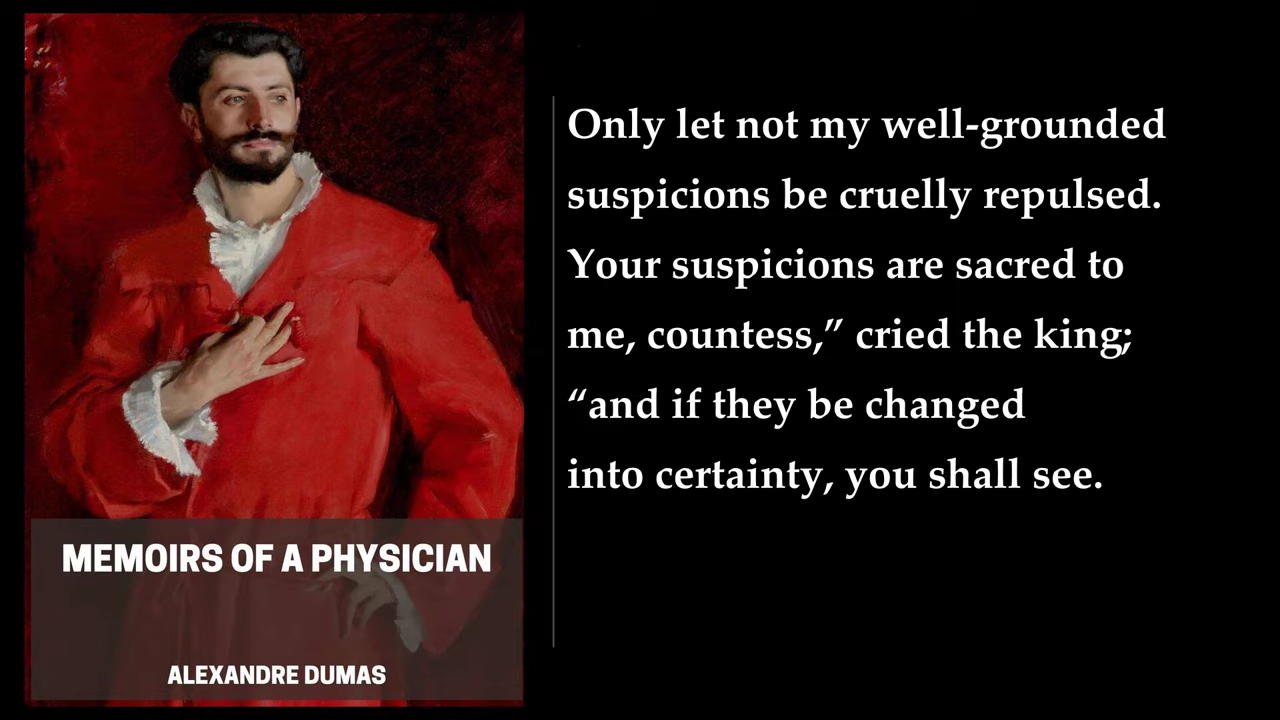 Only let not my well-grounded
suspicions be cruelly repulsed.
Your suspicions are sacred to
me, countess,” cried the king;
“and if they be changed
into certainty, you shall see.
MEMOIRS OF A PHYSICIAN
ALEXANDRE DUMAS